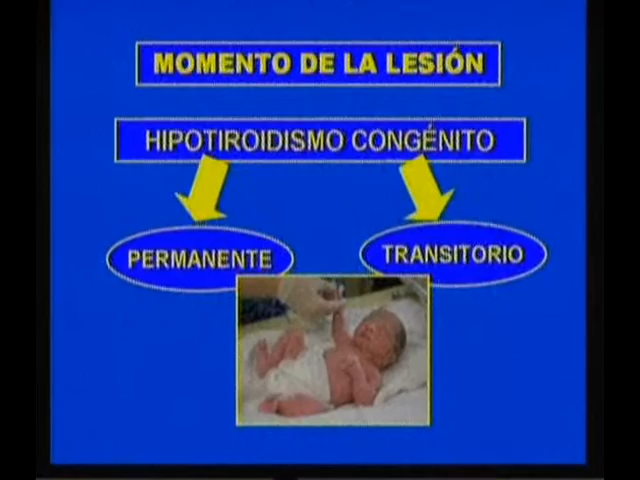 MOMENTO DE LA LESIÓN
HIPOTIROIDISMO CONGÉNITO
PERMANENTE
TRANSITORIO